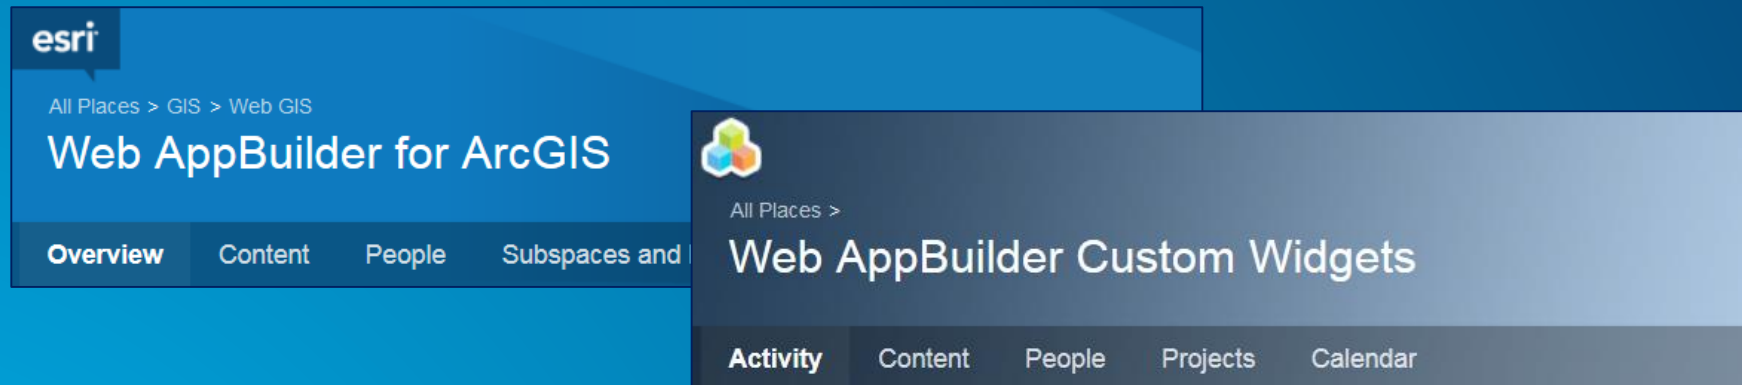 esri
All Places > GIS > Web GIS
Web AppBuilder for ArcGIS
Overview Content People Subspaces and
All Places >
Web AppBuilder Custom Widgets
Activity Content People Projects Calendar